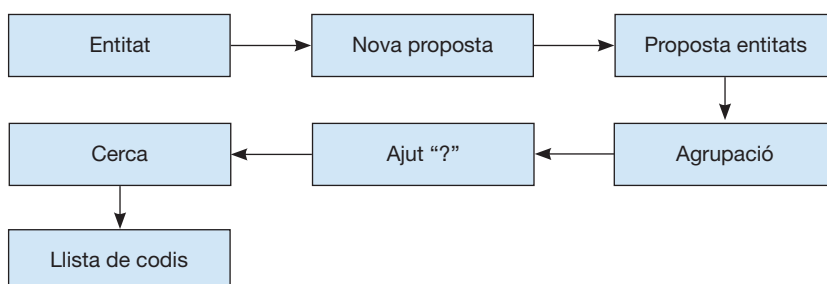 Entitat
Nova proposta
Proposta entitats
Agrupació
Ajut “?”
Cerca
Llista de codis